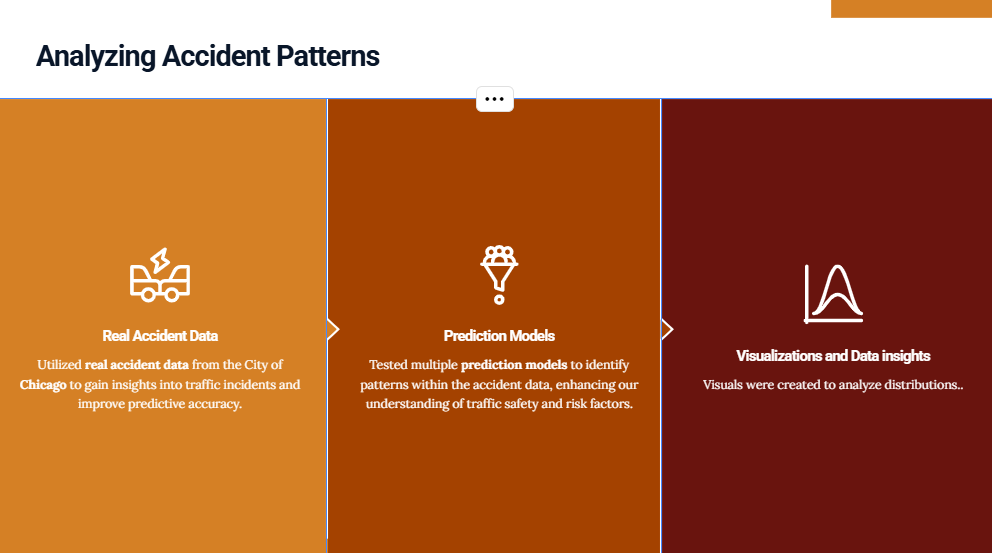 Analyzing Accident Patterns
Real Accident Data
Utilized real accident data from the City of
Chicago to gain insights into traffic incidents and
improve predictive accuracy.
Prediction Models
Tested multiple prediction models to identify
patterns within the accident data, enhancing our
understanding of traffic safety and risk factors.
Visualizations and Data insights
Visuals were created to analyze distributions..